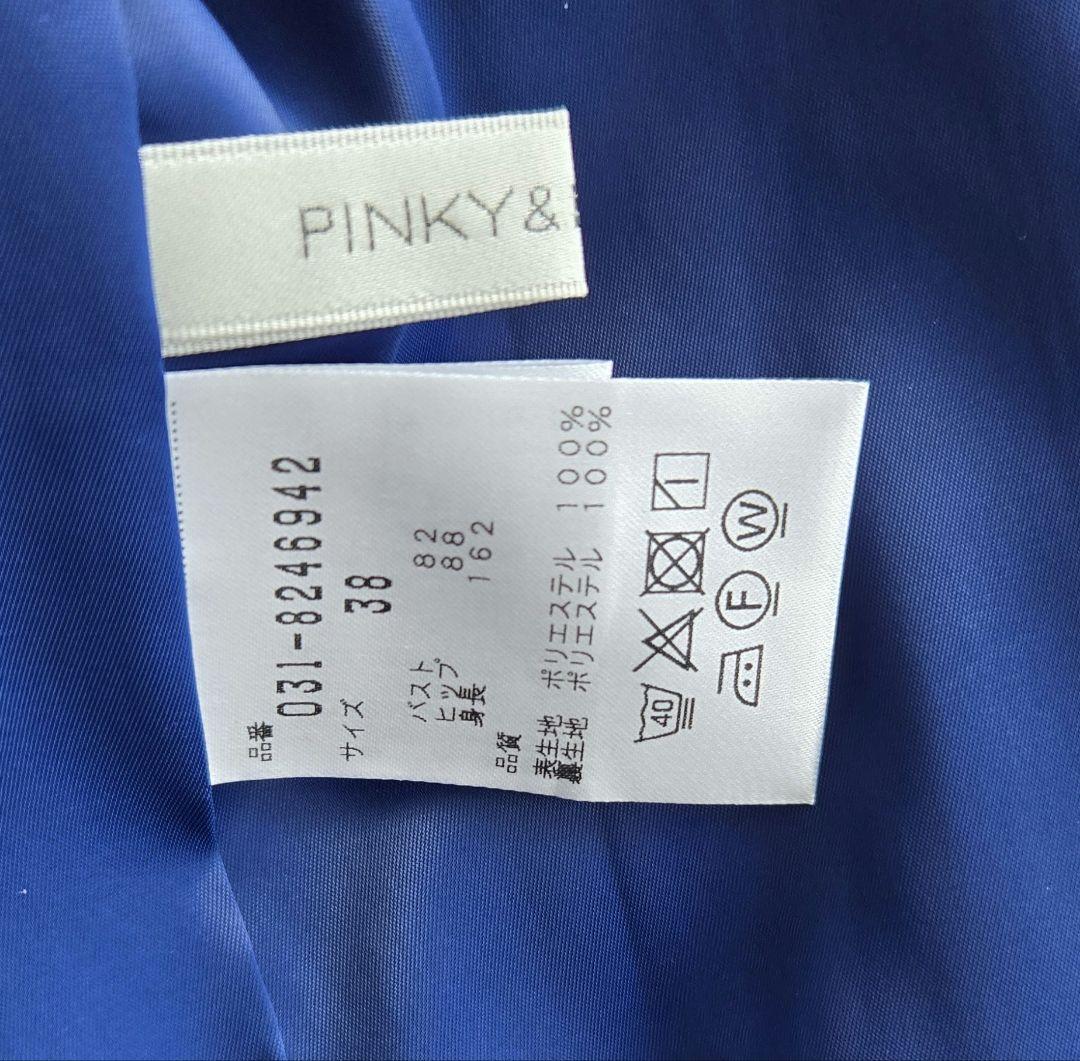 PINKY&
品番
031-8246942
サイズ
38
バスト 82
ヒップ 88
身長 162
品質
表生地 ポリエステル 100%
裏生地 ポリエステル 100%
40
F W